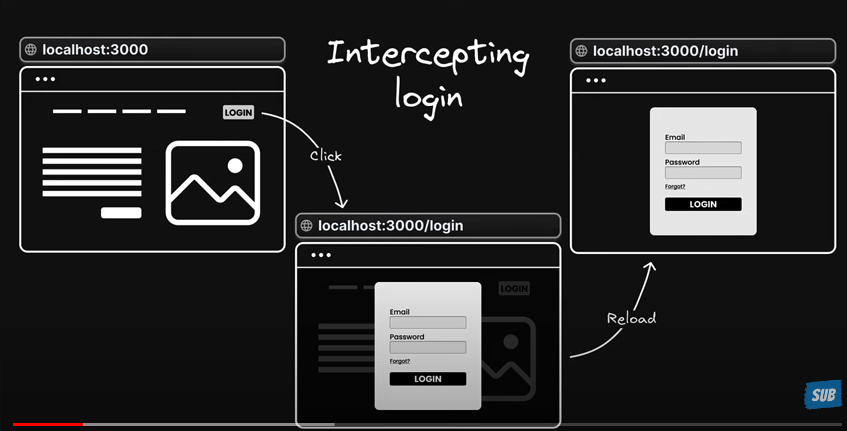 localhost:3000
LOGIN
Intercepting
login
Click
localhost:3000/login
LOGIN
Email
Password
Forgot?
LOGIN
Reload
localhost:3000/login
Email
Password
Forgot?
LOGIN
SUB